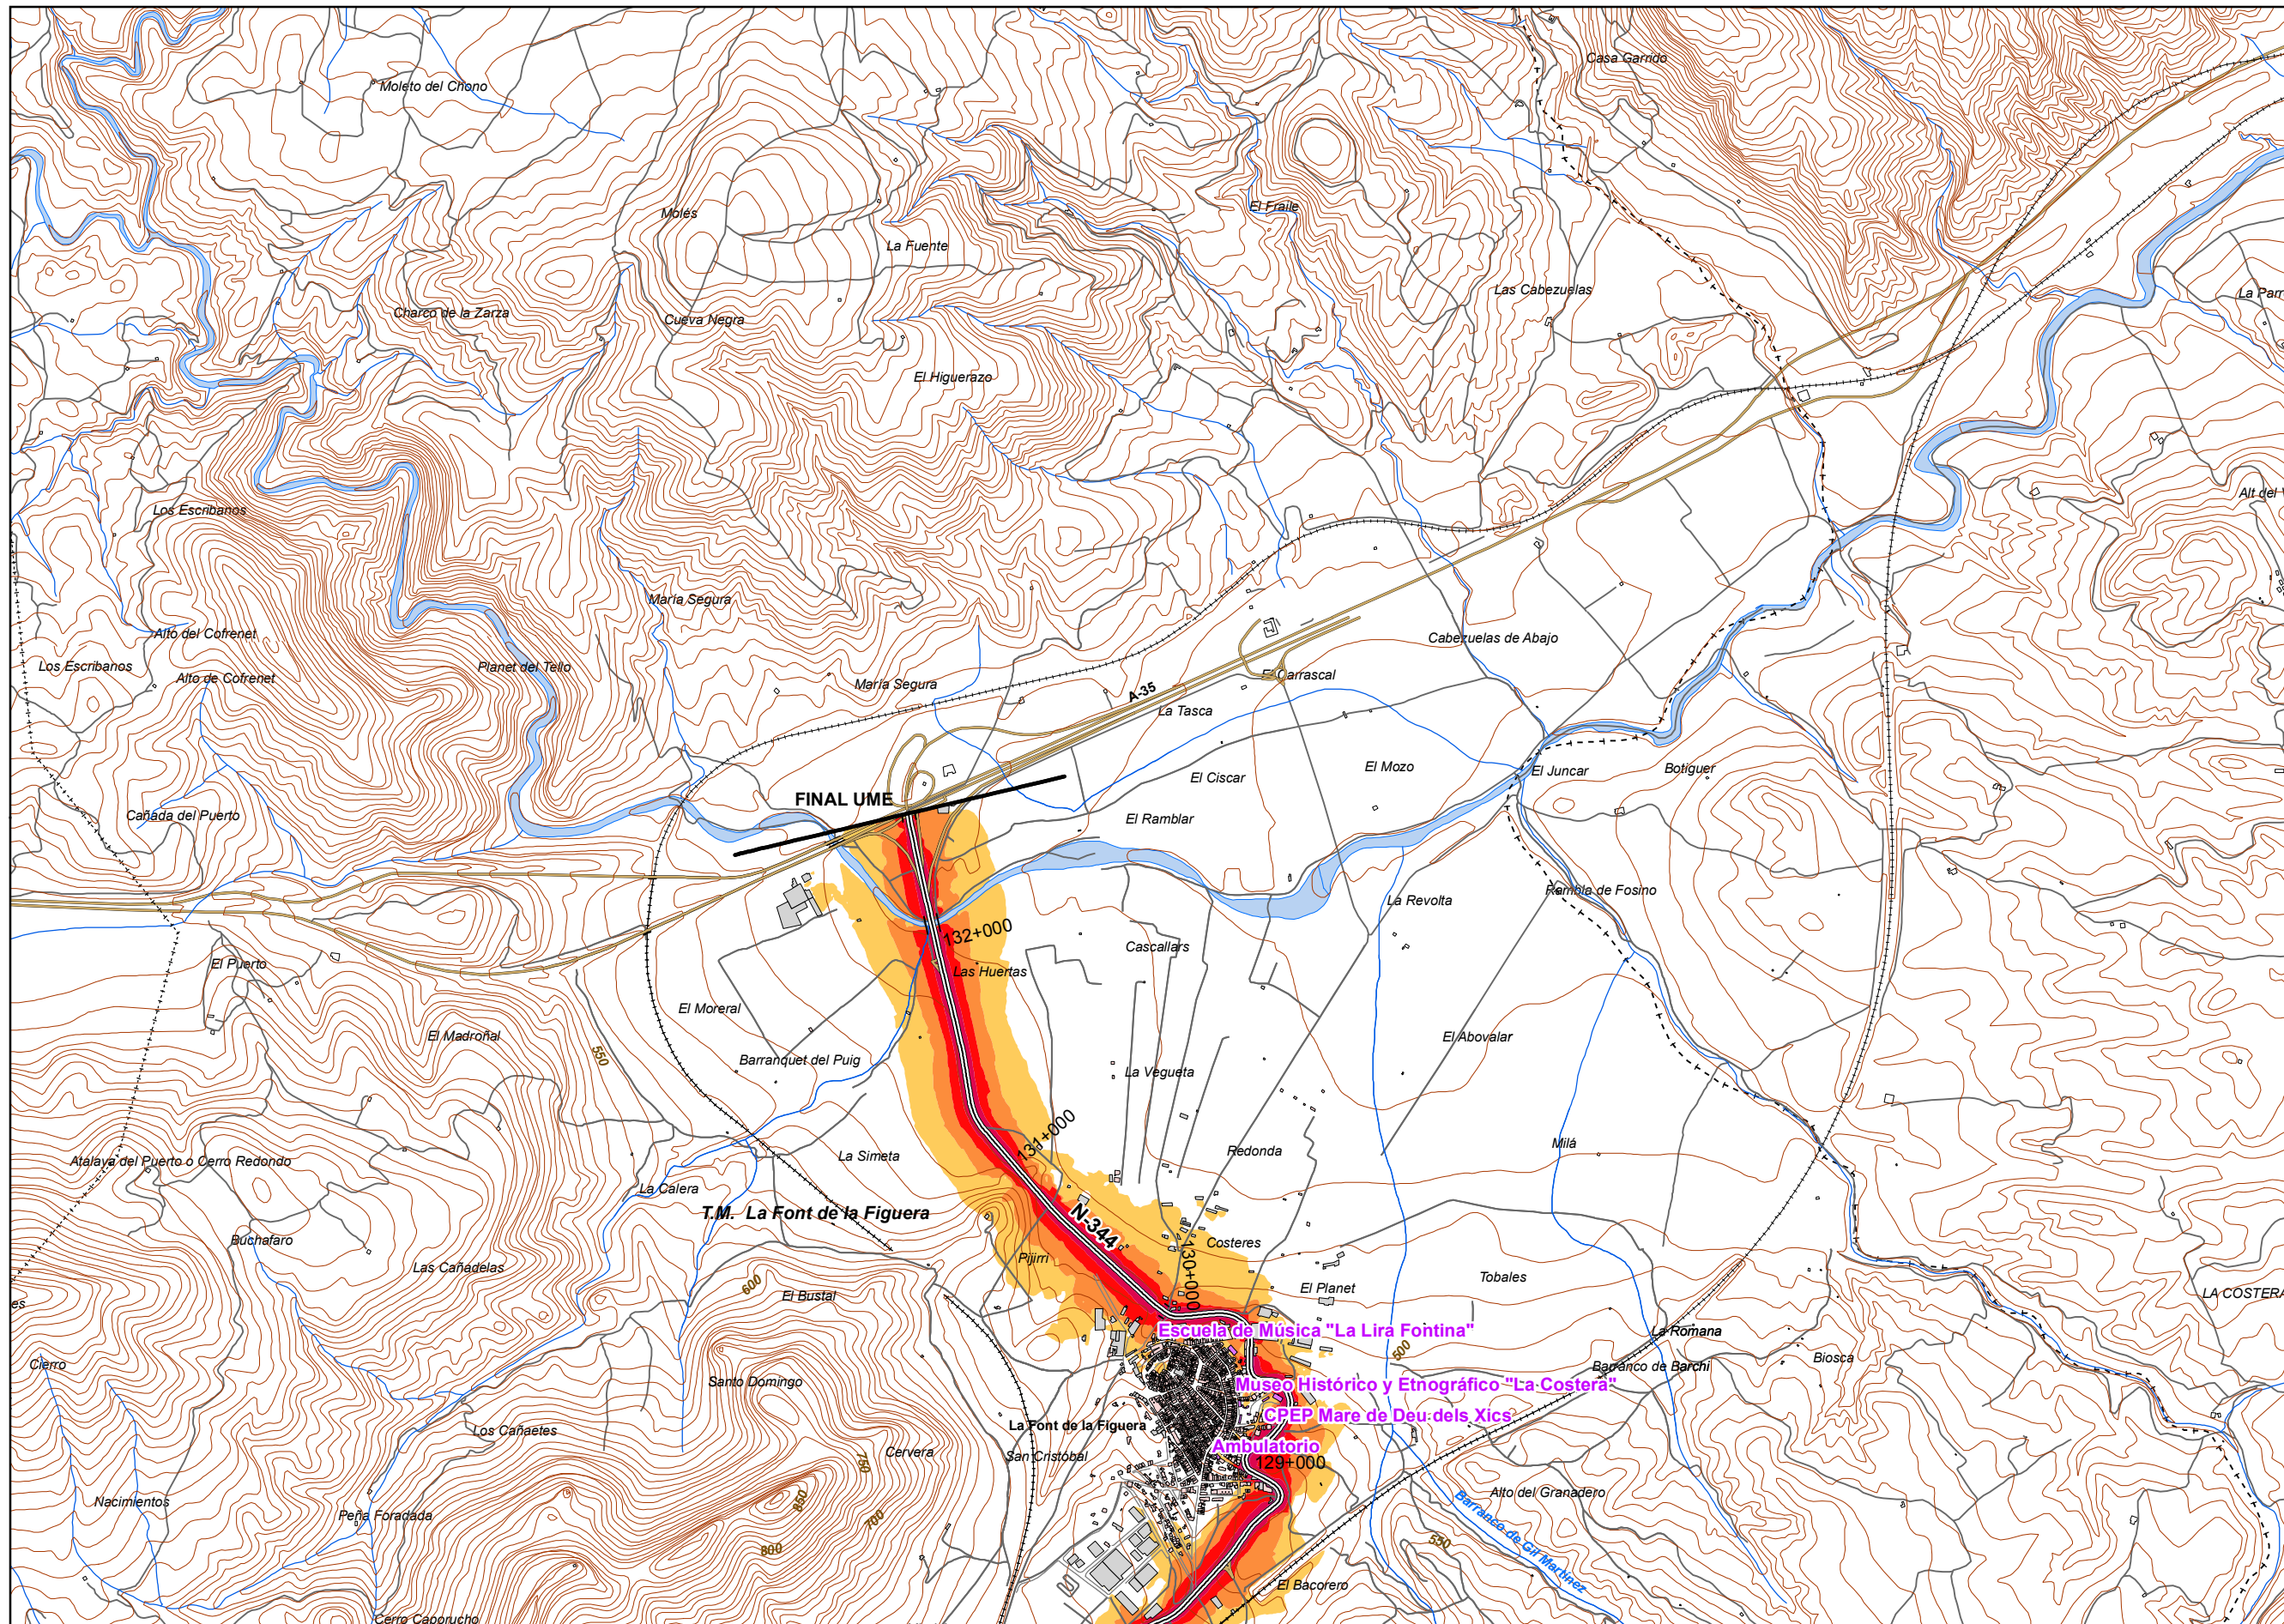 Casa Garrido
Moleto del Chono
El Fraile
Molés
La Fuente
Las Cabezuelas
La Parr
Charco de la Zarza
Cueva Negra
El Higuerazo
Alt del V
Los Escribanos
María Segura
Alto del Cofrenet
Cabezuelas de Abajo
Los Escribanos
Planet del Tello
Alto de Cofrenet
María Segura
El Carrascal
A-35
La Tasca
El Mozo
El Juncar
Botiguer
El Ciscar
FINAL UME
Cañada del Puerto
El Ramblar
Rambla de Fosino
La Revolta
132+000
Cascallars
El Puerto
Las Huertas
El Moreral
El Madroñal
El Abovalar
550
Barranquet del Puig
La Vegueta
131+000
Milá
Redonda
La Simeta
Atalaya del Puerto o Cerro Redondo
La Calera
T.M. La Font de la Figuera
N-344
Buchafaro
Costeres
Pijirri
Las Cañadelas
130+000
600
El Planet
Tobales
El Bustal
LA COSTERA
es
Escuela de Música "La Lira Fontina"
La Romana
500
Biosca
Cierro
Barranco de Barchi
Santo Domingo
Museo Histórico y Etnográfico "La Costera"
CPEP Mare de Deu dels Xics
La Font de la Figuera
Los Cañaetes
Ambulatorio
Cervera
San Cristóbal
750
129+000
Alto del Granadero
Nacimientos
850
Peña Foradada
700
Barranco de Gil Martínez
550
800
El Bacorero
Cerro Caporucho